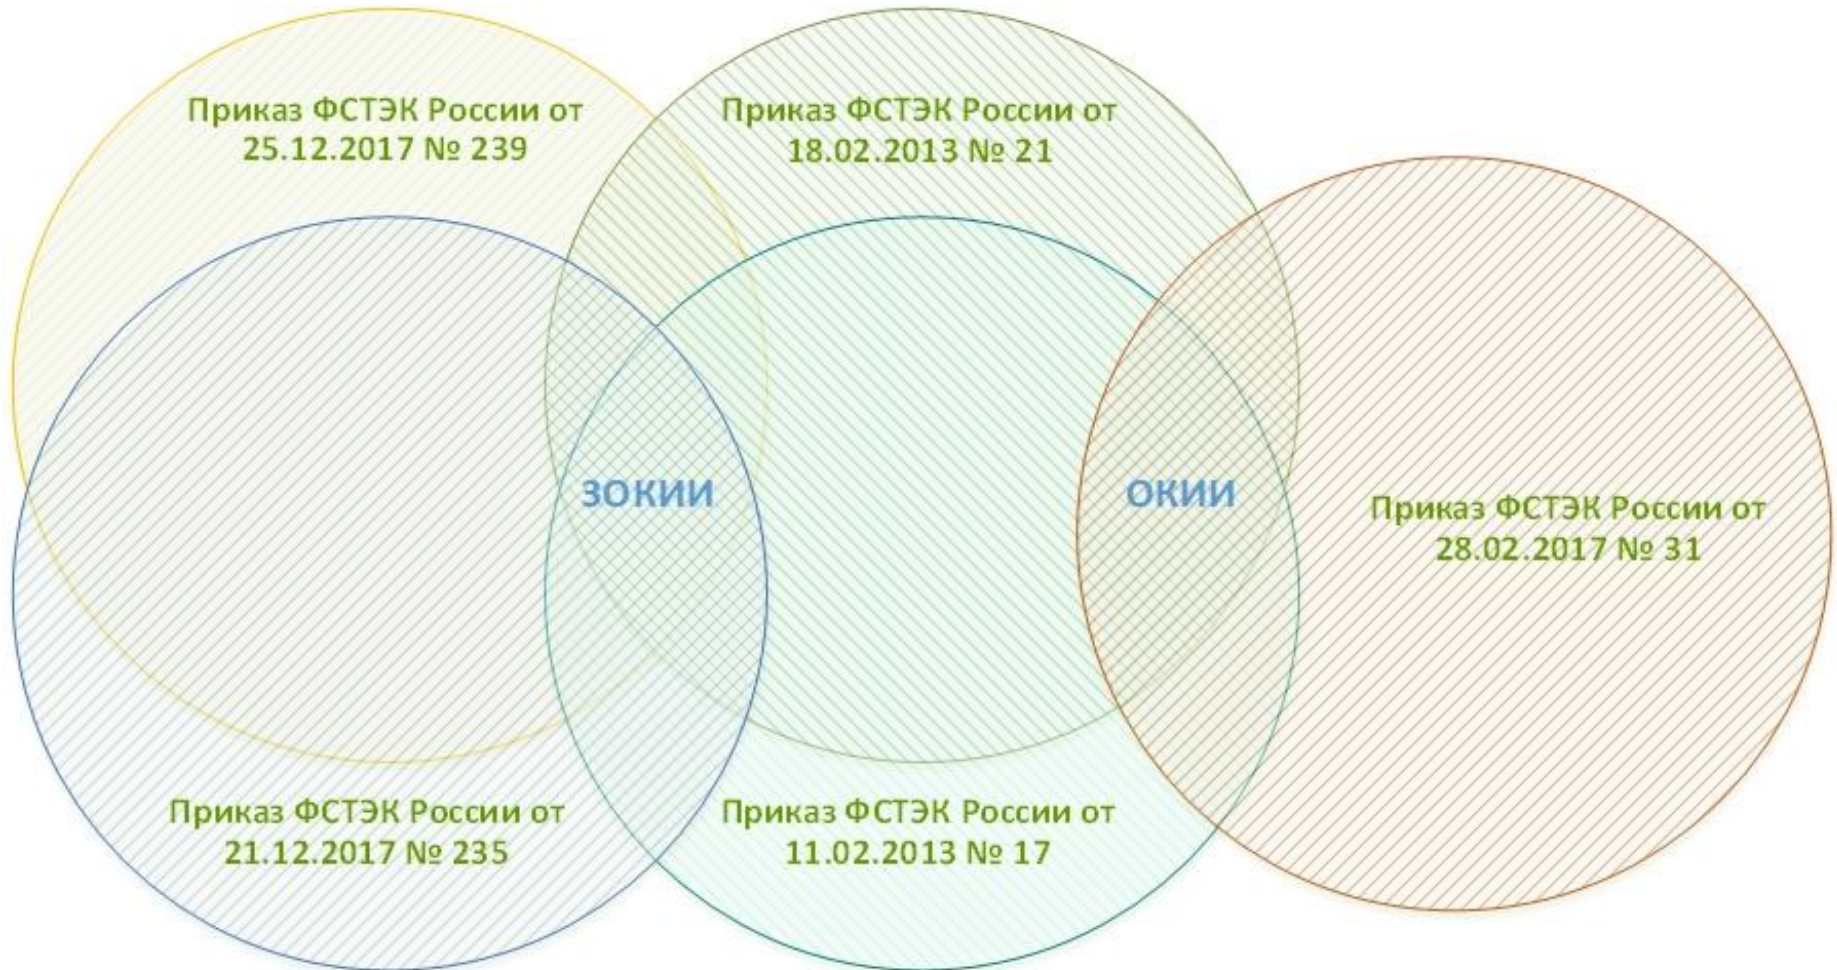 Приказ ФСТЭК России от
25.12.2017 № 239
Приказ ФСТЭК России от
18.02.2013 № 21
ЗОКИИ
ОКИИ
Приказ ФСТЭК России от
28.02.2017 № 31
Приказ ФСТЭК России от
21.12.2017 № 235
Приказ ФСТЭК России от
11.02.2013 № 17